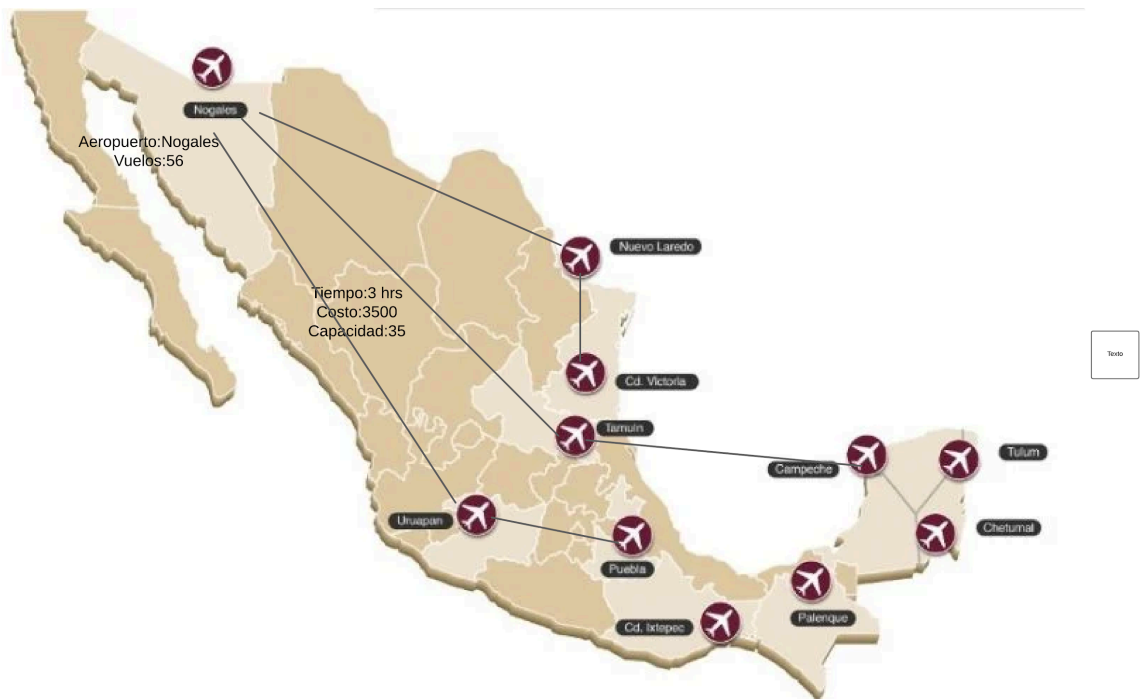 Nogales
Aeropuerto:Nogales
Vuelos:56
Nuevo Laredo
Tiempo:3 hrs
Costo:3500
Capacidad:35
Texto
Cd. Victoria
Tamuin
Campeche
Tulum
Uruapan
Chetumal
Puebla
Palenque
Cd. Ixtepec